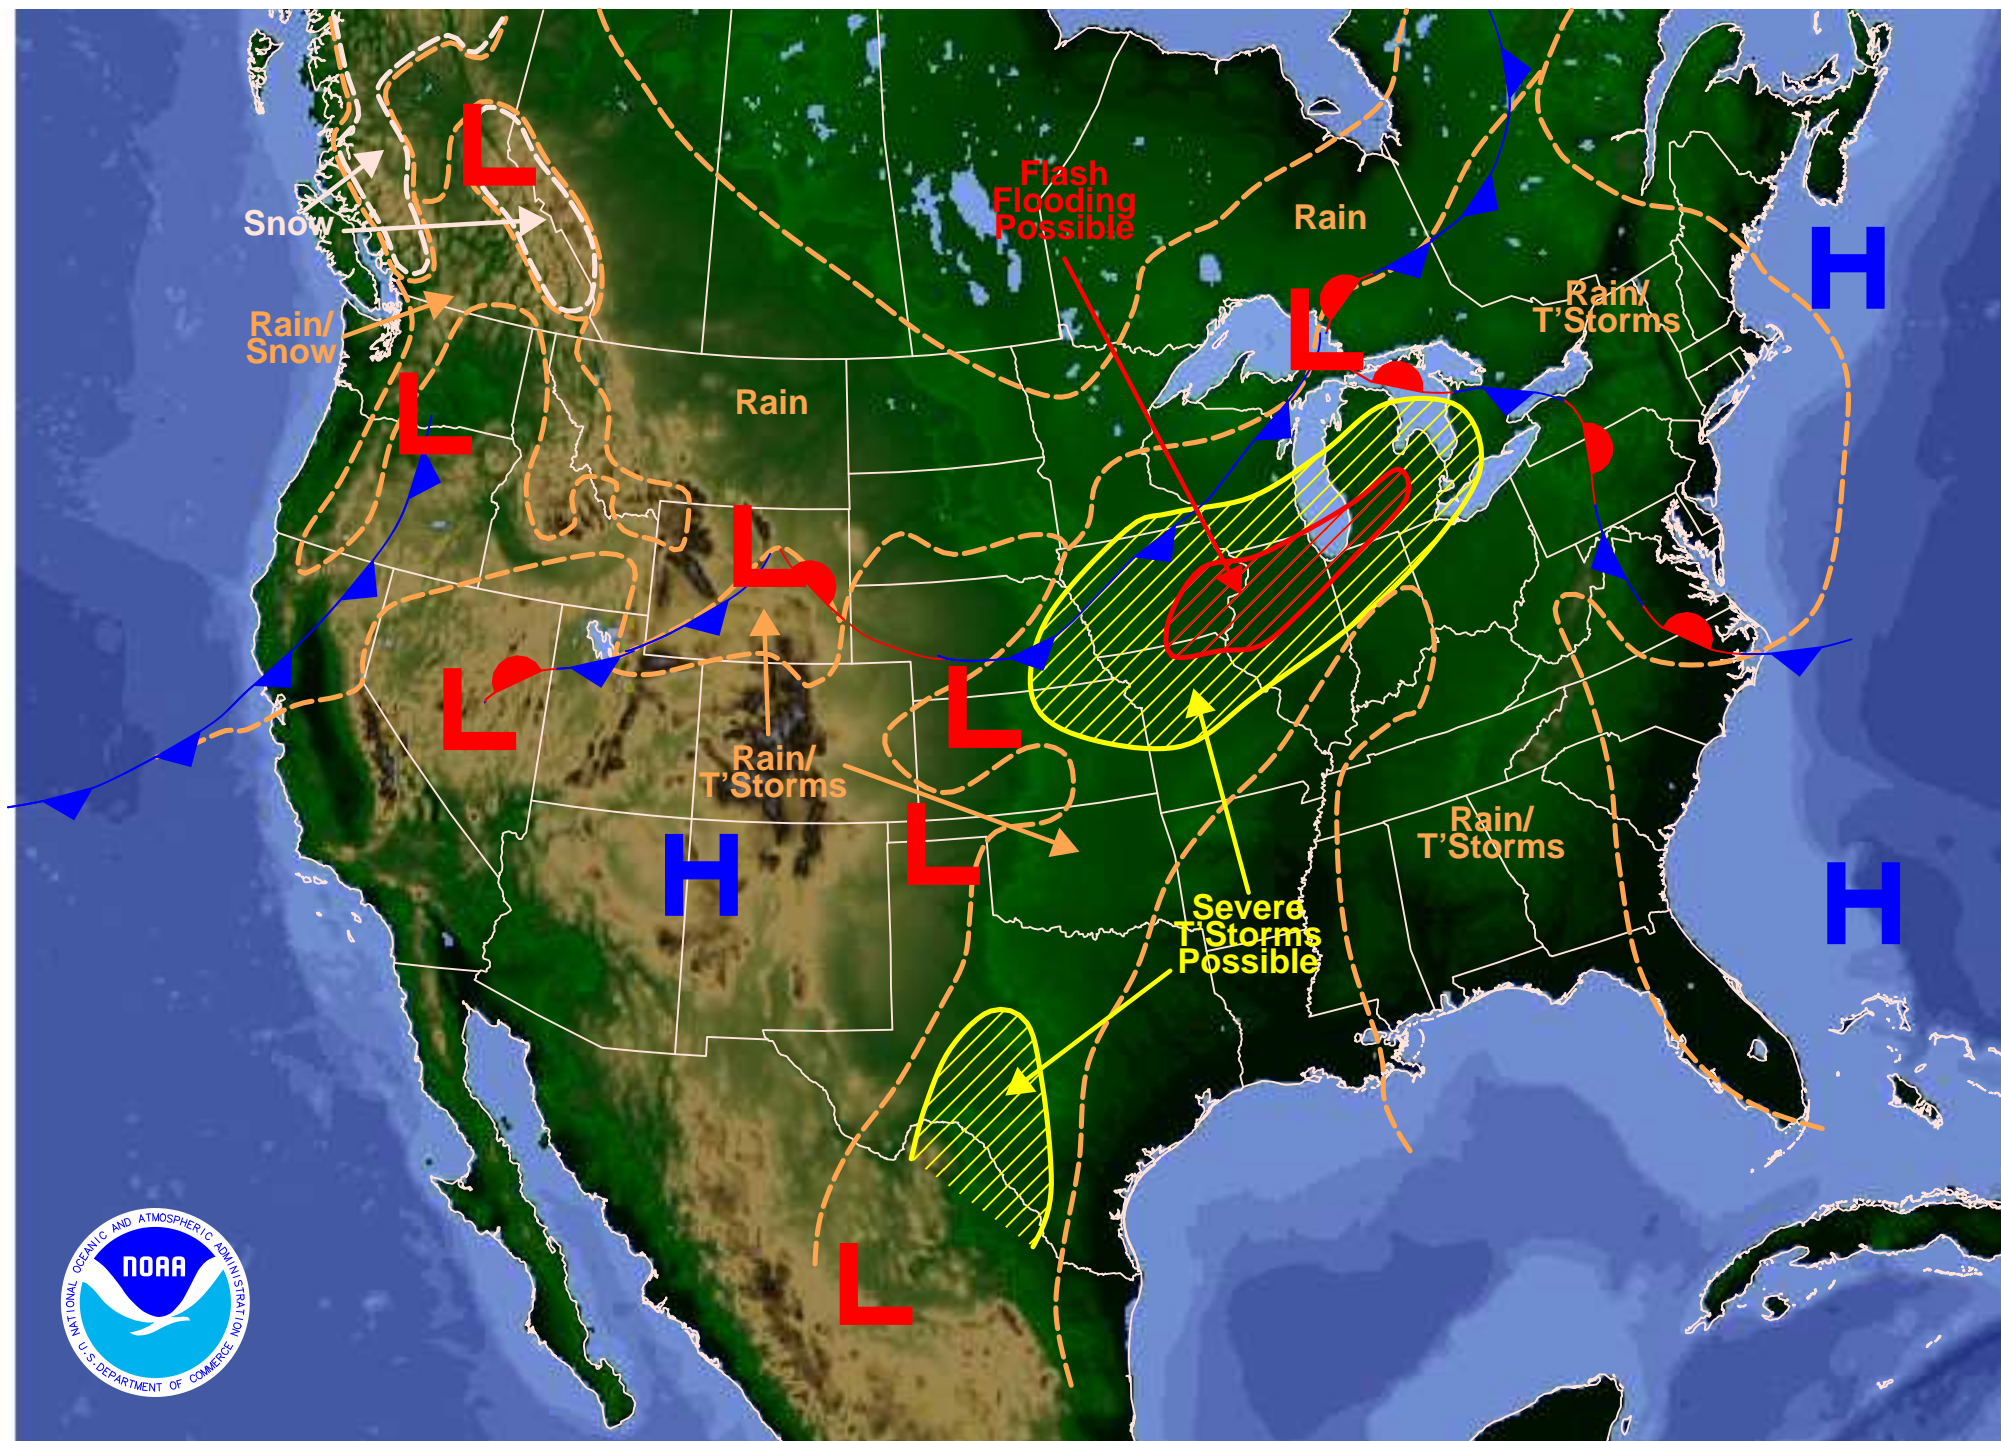 Flash
Flooding
Possible
Rain
Snow
Rain/
T'Storms
Rain/
Snow
Rain
Rain/
T'Storms
Rain/
T'Storms
Severe
T'Storms
Possible
L
L
L
L
L
L
L
L
H
H
H
NATIONAL OCEANIC AND ATMOSPHERIC ADMINISTRATION
NOAA
U.S. DEPARTMENT OF COMMERCE